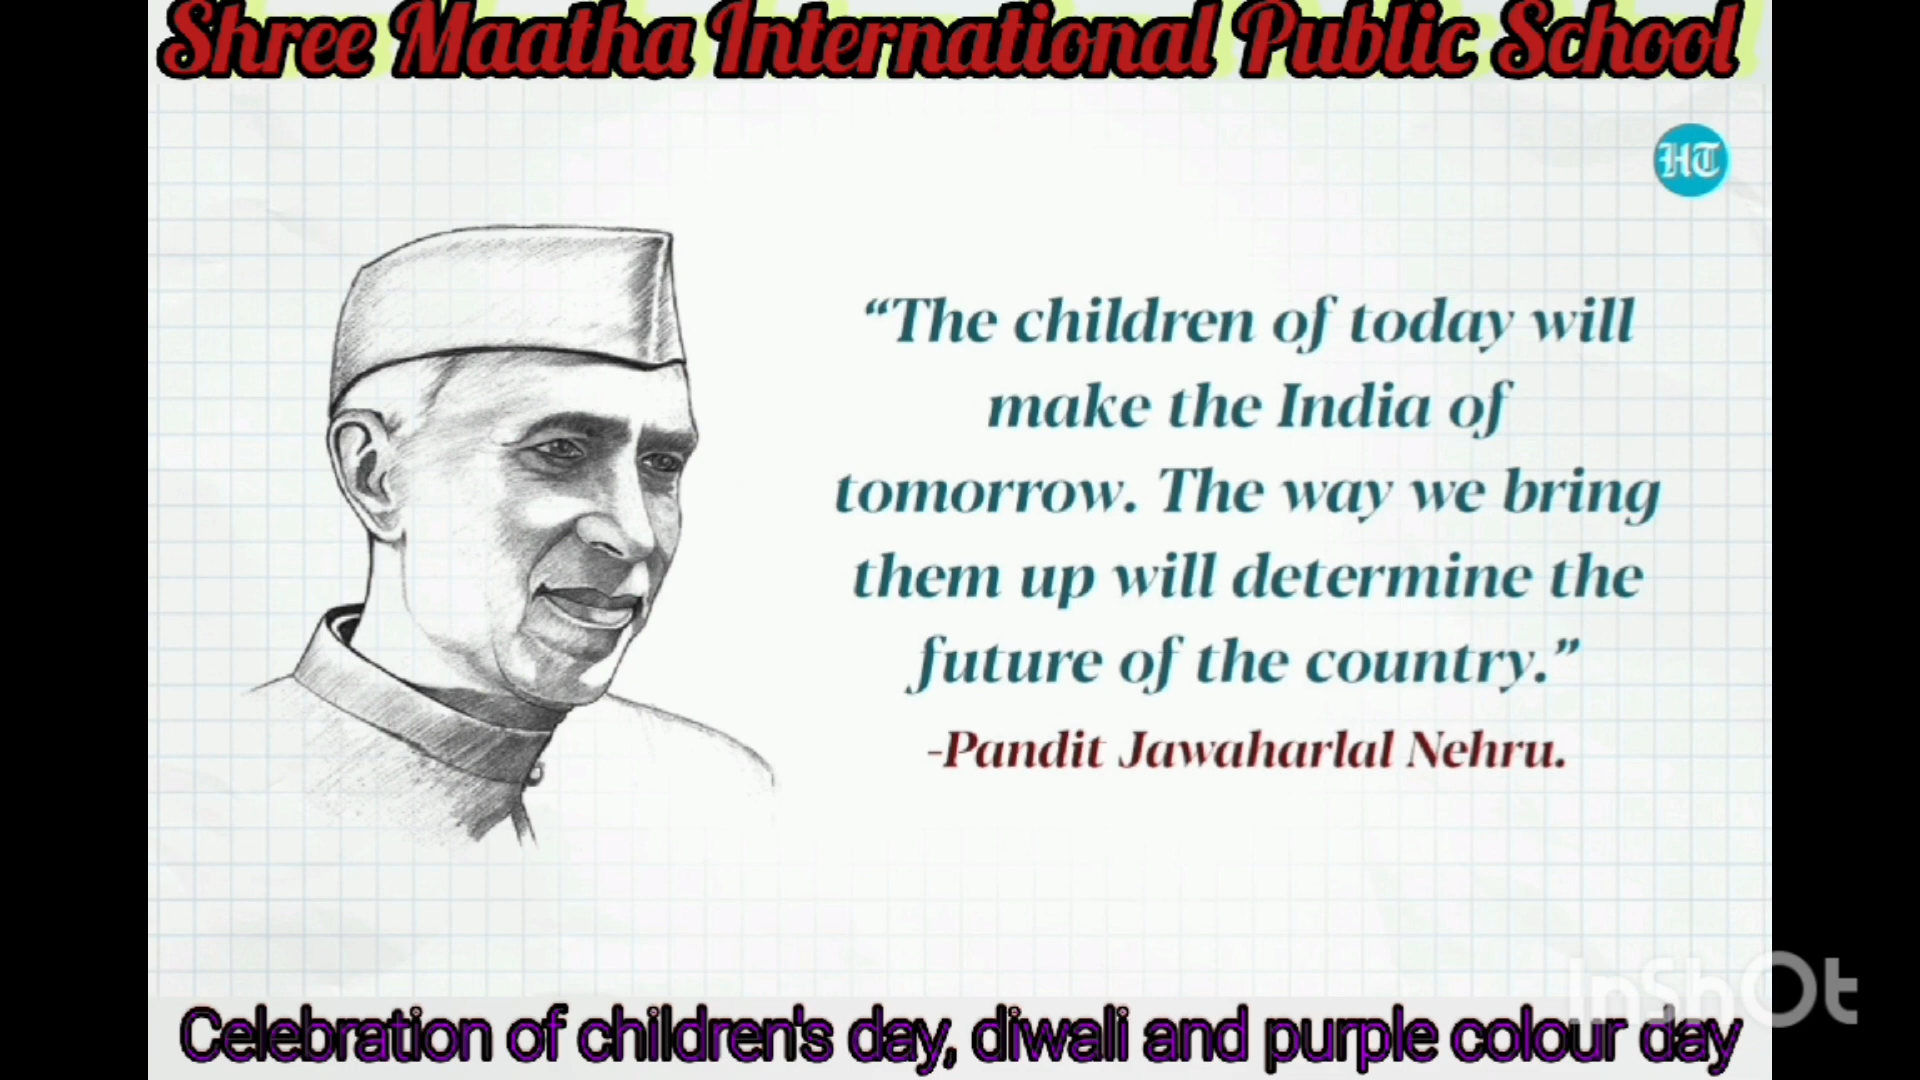 Shree Maatha International Public School
HT
“The children of today will
make the India of
tomorrow. The way we bring
them up will determine the
future of the country.”
-Pandit Jawaharlal Nehru.
InShOt
Celebration of children's day, diwali and purple colour day